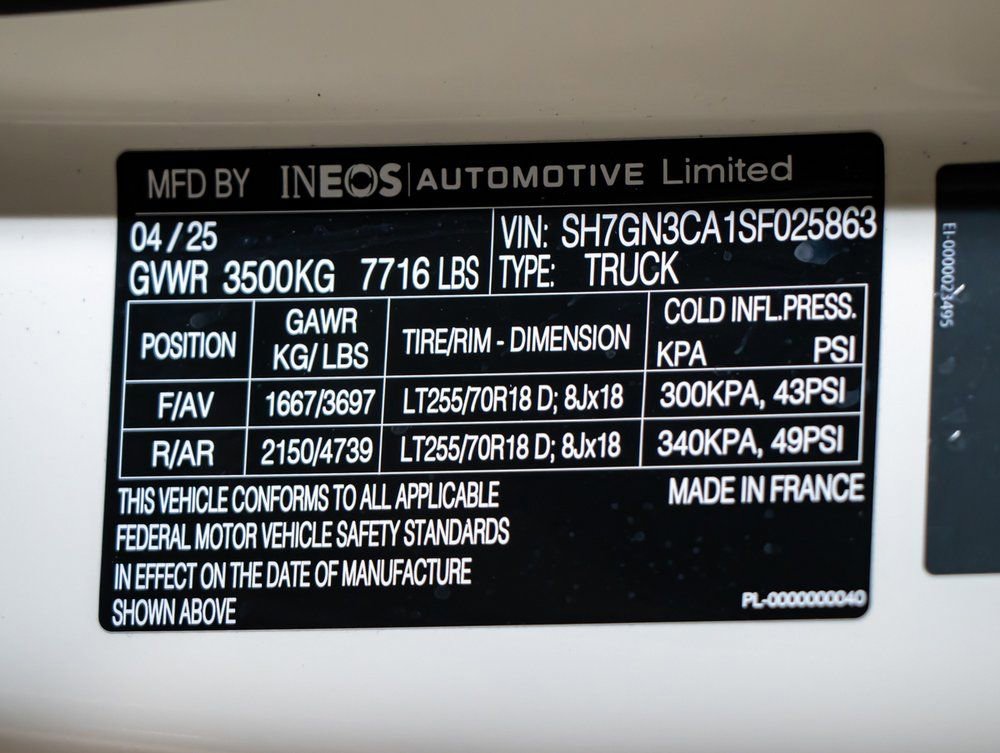 MFD BY INEOS | AUTOMOTIVE Limited
04 / 25
GVWR 3500KG 7716 LBS
VIN: SH7GN3CA1SF025863
TYPE: TRUCK
POSITION GAWR KG/ LBS TIRE/RIM - DIMENSION COLD INFL.PRESS. KPA PSI
F/AV 1667/3697 LT255/70R18 D; 8Jx18 300KPA, 43PSI
R/AR 2150/4739 LT255/70R18 D; 8Jx18 340KPA, 49PSI
THIS VEHICLE CONFORMS TO ALL APPLICABLE
FEDERAL MOTOR VEHICLE SAFETY STANDARDS
IN EFFECT ON THE DATE OF MANUFACTURE
SHOWN ABOVE
MADE IN FRANCE
PL-0000000040
EI-0000023495